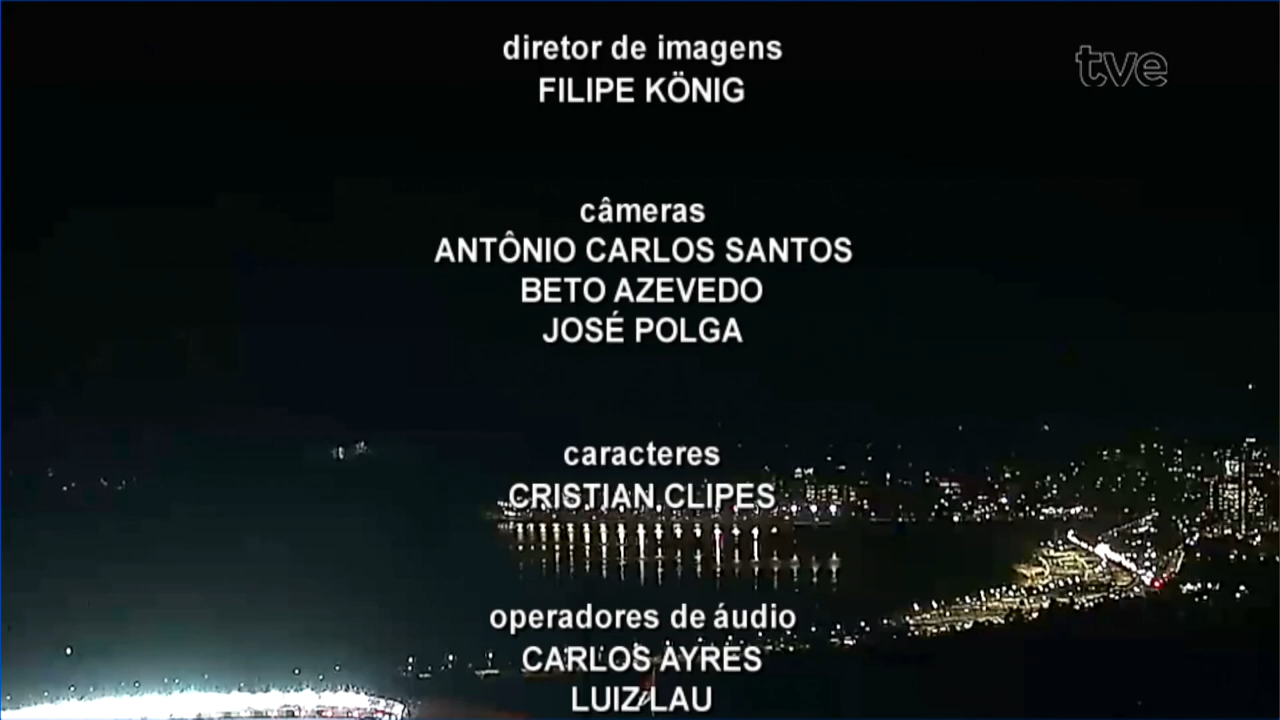 diretor de imagens
tve
FILIPE KÖNIG
câmeras
ANTÔNIO CARLOS SANTOS
BETO AZEVEDO
JOSÉ POLGA
caracteres
CRISTIAN CLIPES
operadores de áudio
CARLOS AYRES
LUIZ LAU